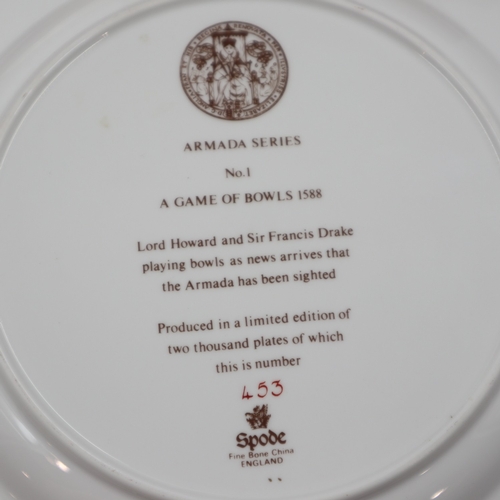 ARMADA SERIES
No.1
A GAME OF BOWLS 1588
Lord Howard and Sir Francis Drake
playing bowls as news arrives that
the Armada has been sighted
Produced in a limited edition of
two thousand plates of which
this is number
453
Spode
Fine Bone China
ENGLAND